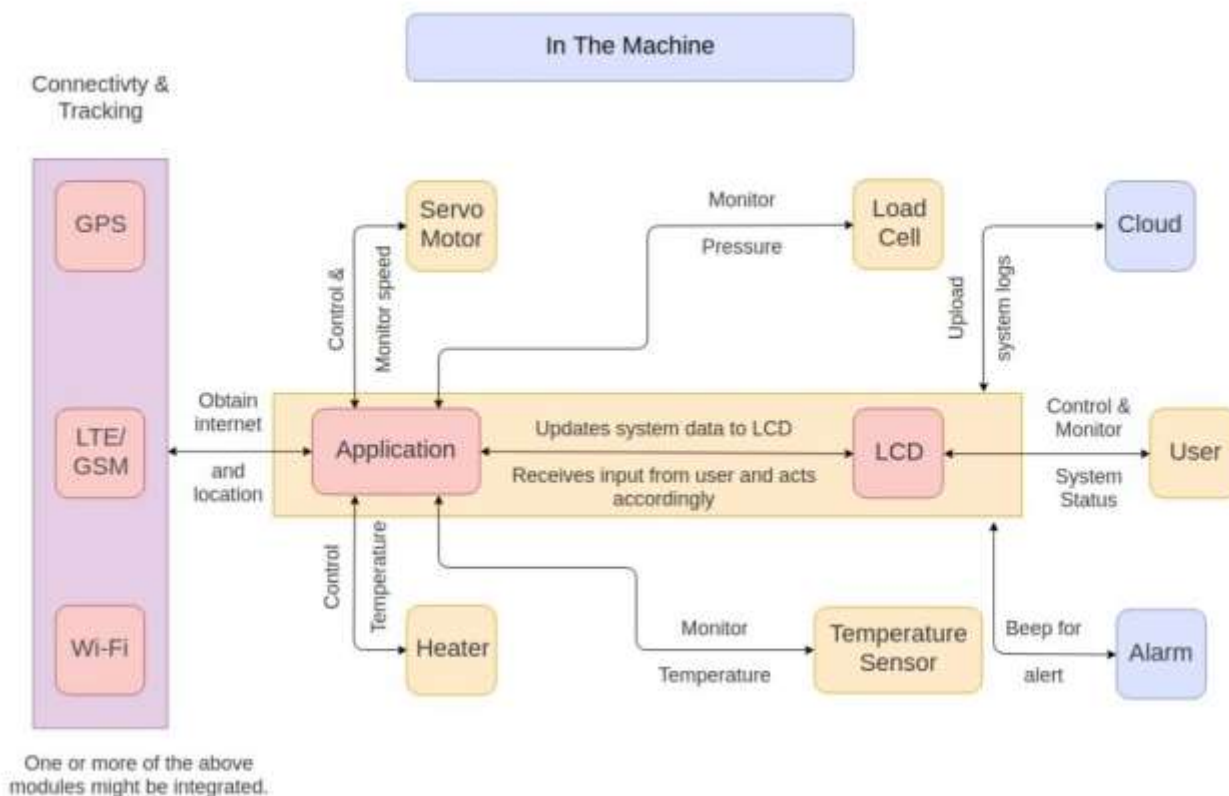 In The Machine
Connectivty &
Tracking
GPS
LTE/
GSM
Wi-Fi
One or more of the above
modules might be integrated.
Servo
Motor
Control &
Monitor speed
Monitor
Pressure
Load
Cell
Upload
system logs
Cloud
Obtain
internet
and
location
Application
Updates system data to LCD
Receives input from user and acts
accordingly
LCD
Control &
Monitor
System
Status
User
Control
Temperature
Heater
Monitor
Temperature
Temperature
Sensor
Beep for
alert
Alarm